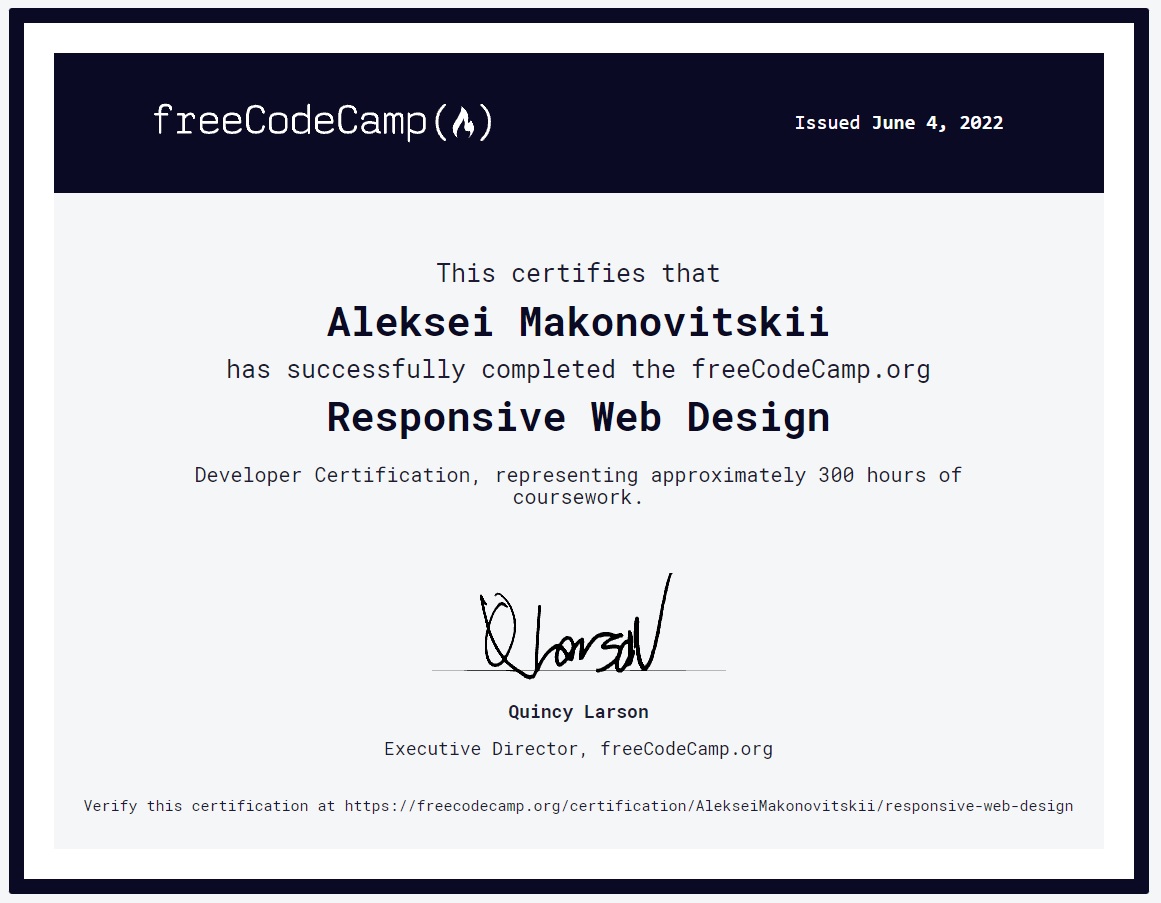 freeCodeCamp(🔥)
Issued June 4, 2022
This certifies that
Aleksei Makonovitskii
has successfully completed the freeCodeCamp.org
Responsive Web Design
Developer Certification, representing approximately 300 hours of
coursework.
Q Larson
Quincy Larson
Executive Director, freeCodeCamp.org
Verify this certification at https://freecodecamp.org/certification/AlekseiMakonovitskii/responsive-web-design